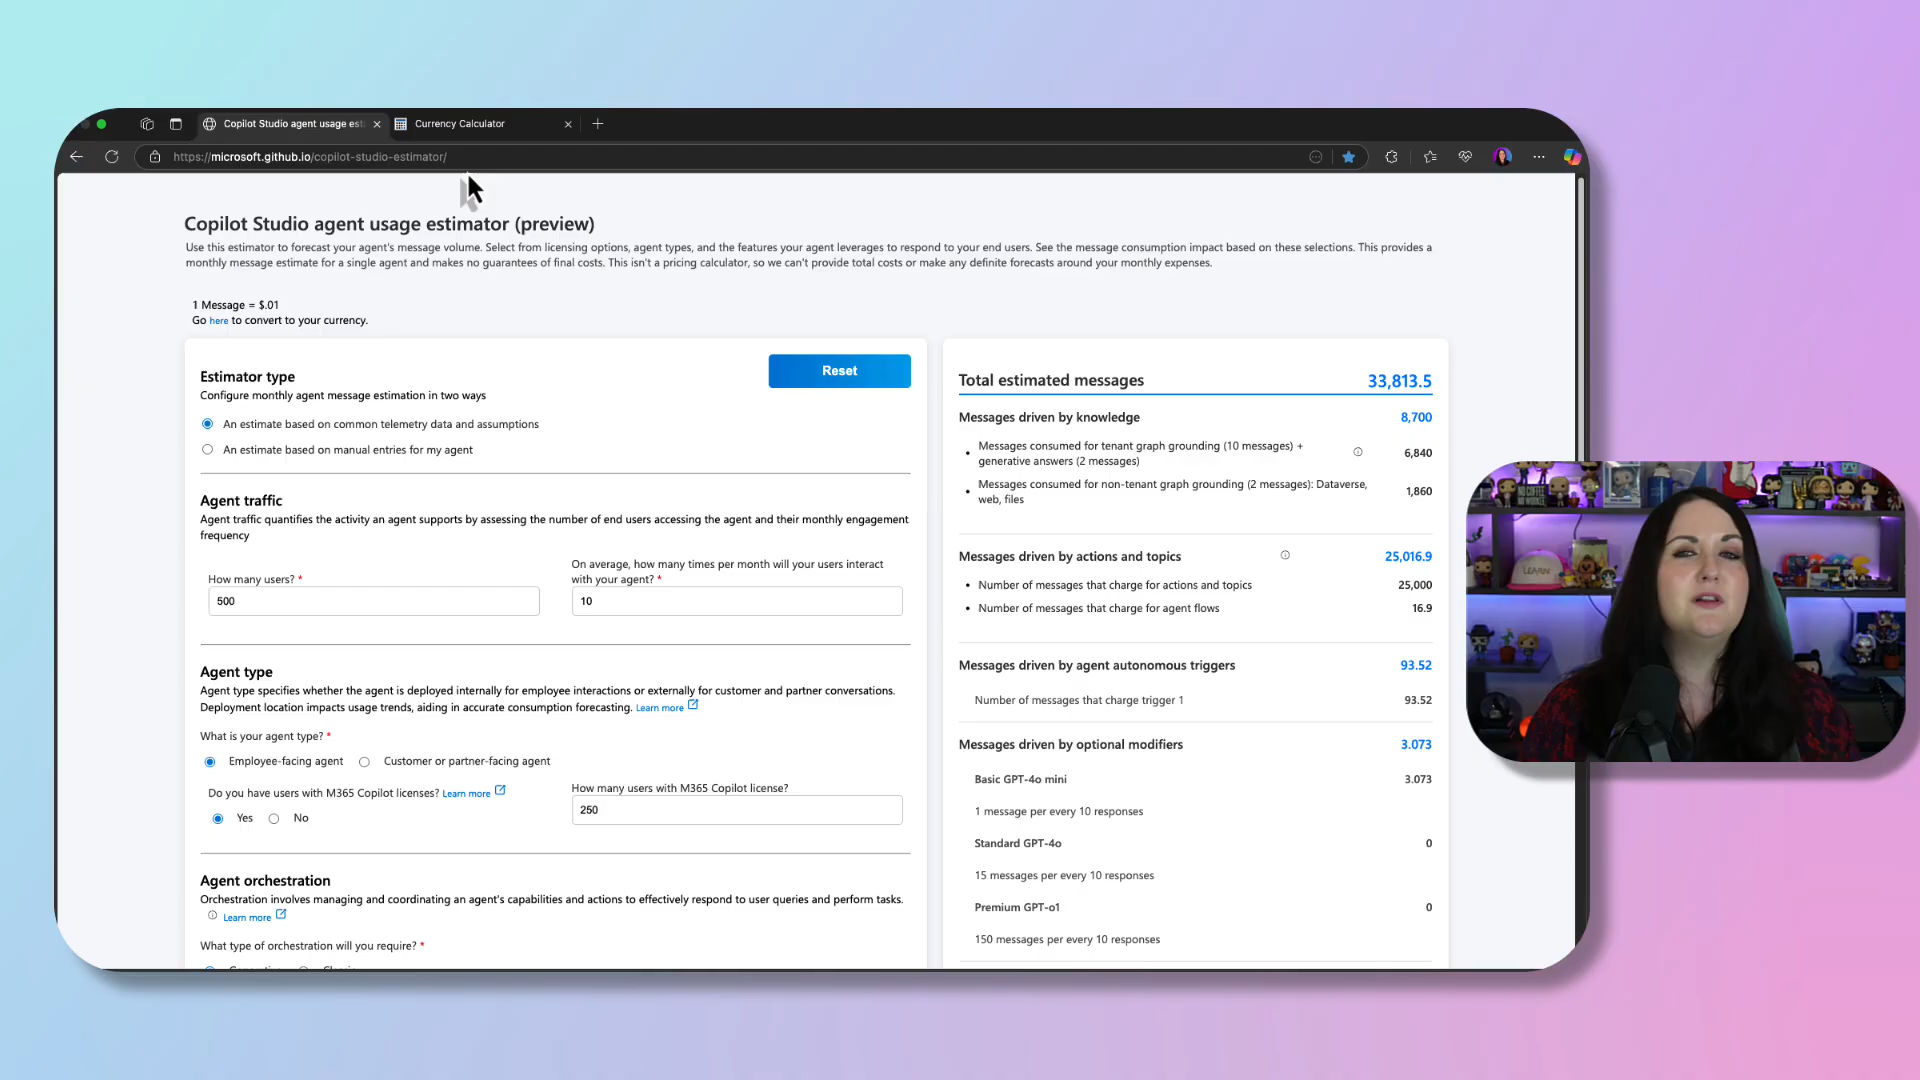 Copilot Studio agent usage est
Currency Calculator
https://microsoft.github.io/copilot-studio-estimator/
Copilot Studio agent usage estimator (preview)
Use this estimator to forecast your agent's message volume. Select from licensing options, agent types, and the features your agent leverages to respond to your end users. See the message consumption impact based on these selections. This provides a
monthly message estimate for a single agent and makes no guarantees of final costs. This isn't a pricing calculator, so we can't provide total costs or make any definite forecasts around your monthly expenses.
1 Message = $.01
Go here to convert to your currency.
Reset
Estimator type
Configure monthly agent message estimation in two ways
An estimate based on common telemetry data and assumptions
An estimate based on manual entries for my agent
Agent traffic
Agent traffic quantifies the activity an agent supports by assessing the number of end users accessing the agent and their monthly engagement
frequency
How many users? *
500
On average, how many times per month will your users interact
with your agent? *
10
Agent type
Agent type specifies whether the agent is deployed internally for employee interactions or externally for customer and partner conversations.
Deployment location impacts usage trends, aiding in accurate consumption forecasting. Learn more
What is your agent type? *
Employee-facing agent
Customer or partner-facing agent
Do you have users with M365 Copilot licenses? Learn more
Yes
No
How many users with M365 Copilot license?
250
Agent orchestration
Orchestration involves managing and coordinating an agent's capabilities and actions to effectively respond to user queries and perform tasks.
Learn more
What type of orchestration will you require? *
Total estimated messages 33,813.5
Messages driven by knowledge 8,700
• Messages consumed for tenant graph grounding (10 messages) +
generative answers (2 messages) 6,840
• Messages consumed for non-tenant graph grounding (2 messages): Dataverse,
web, files 1,860
Messages driven by actions and topics 25,016.9
• Number of messages that charge for actions and topics 25,000
• Number of messages that charge for agent flows 16.9
Messages driven by agent autonomous triggers 93.52
Number of messages that charge trigger 1 93.52
Messages driven by optional modifiers 3.073
Basic GPT-4o mini 3.073
1 message per every 10 responses
Standard GPT-4o 0
15 messages per every 10 responses
Premium GPT-o1 0
150 messages per every 10 responses
NO COFFEE
NO WORKEE
LEARN